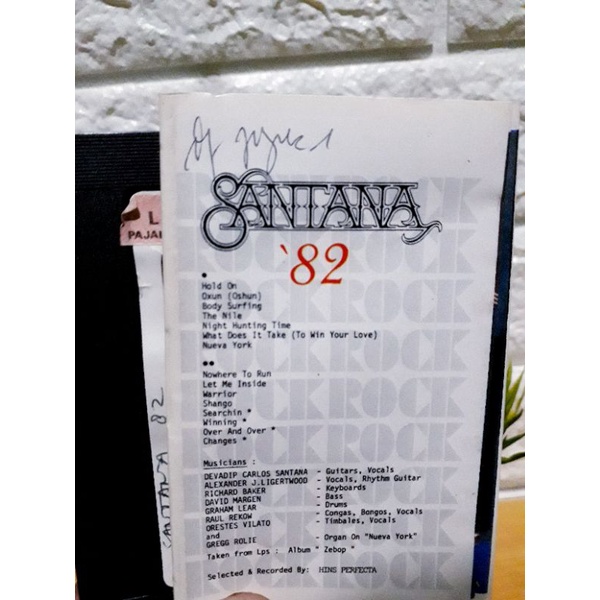 SANTANA
'82
*
Hold On
Oxun (Oshun)
Body Surfing
The Nile
Night Hunting Time
What Does It Take (To Win Your Love)
Nueva York
**
Nowhere To Run
Let Me Inside
Warrior
Shango
Searchin *
Winning *
Over And Over *
Changes *
Musicians :
DEVADIP CARLOS SANTANA - Guitars, Vocals
ALEXANDER J.LIGERTWOOD - Vocals, Rhythm Guitar
RICHARD BAKER - Keyboards
DAVID MARGEN - Bass
GRAHAM LEAR - Drums
RAUL REKOW - Congas, Bongos, Vocals
ORESTES VILATO - Timbales, Vocals
and
GREGG ROLIE - Organ On "Nueva York"
Taken from Lps : Album " Zebop "
Selected & Recorded By: HINS PERFECTA
ROCK ROCK
L
PAJA
SANTANA 82